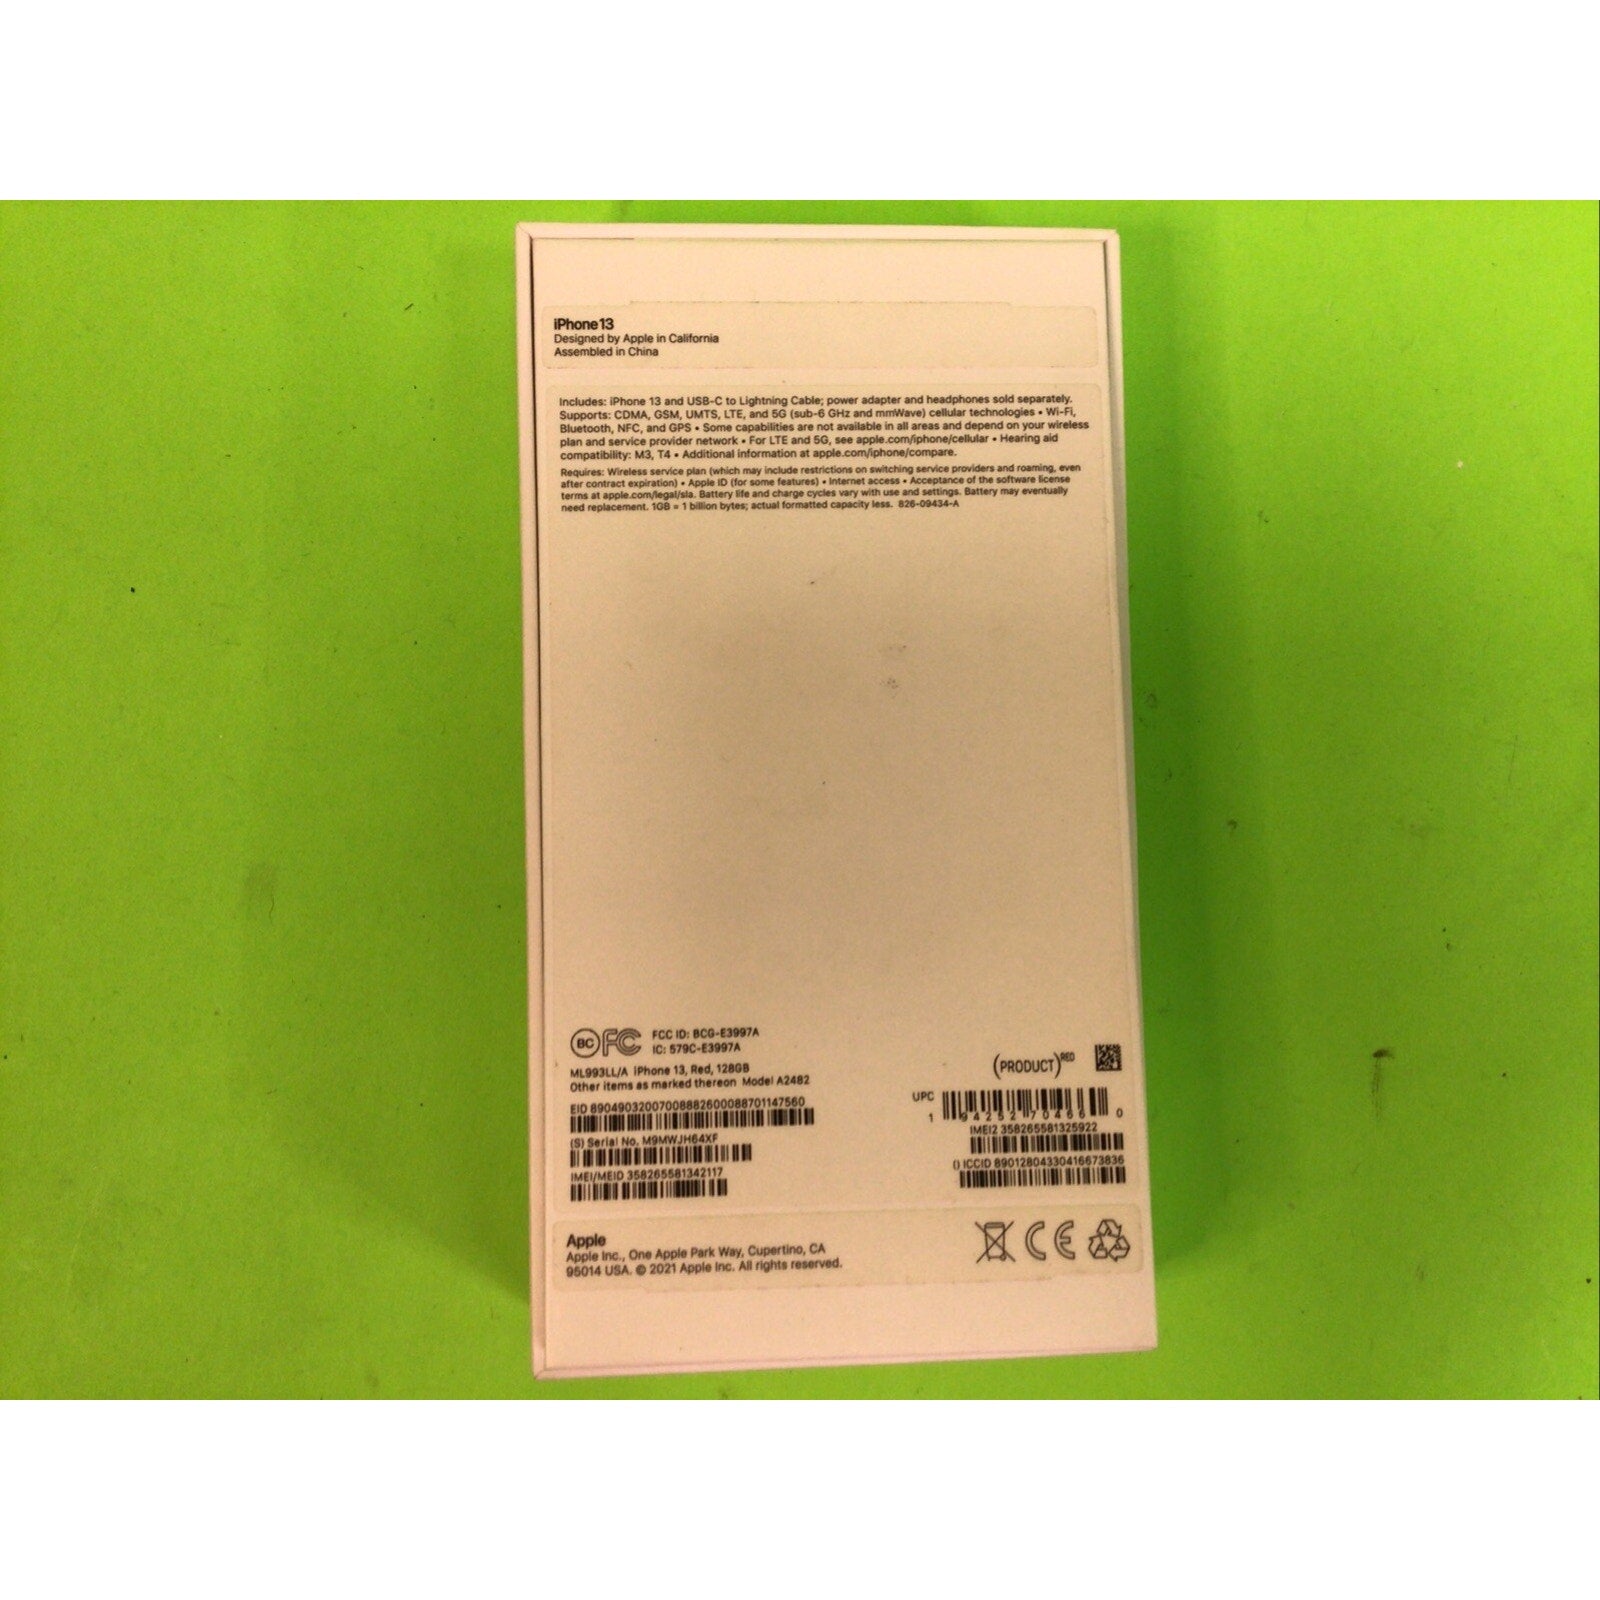 iPhone 13
Designed by Apple in California
Assembled in China
Includes: iPhone 13 and USB-C to Lightning Cable; power adapter and headphones sold separately.
Supports: CDMA, GSM, UMTS, LTE, and 5G (sub-6 GHz and mmWave) cellular technologies • Wi-Fi,
Bluetooth, NFC, and GPS • Some capabilities are not available in all areas and depend on your wireless
plan and service provider network • For LTE and 5G, see apple.com/iphone/cellular • Hearing aid
compatibility: M3, T4 • Additional information at apple.com/iphone/compare.
Requires: Wireless service plan (which may include restrictions on switching service providers and roaming, even
after contract expiration) • Apple ID (for some features) • Internet access • Acceptance of the software license
terms at apple.com/legal/sla. Battery life and charge cycles vary with use and settings. Battery may eventually
need replacement. 1GB = 1 billion bytes; actual formatted capacity less. 826-09434-A
BC FC FCC ID: BCG-E3997A
IC: 579C-E3997A
ML993LL/A iPhone 13, Red, 128GB
Other items as marked thereon Model A2482
EID 89049032007008882600088701147560
(S) Serial No. M9MWJH64XF
IMEI/MEID 358265581342117
(PRODUCT)RED
UPC
1 94252 70466 0
IMEI2 358265581325922
() ICCID 89012804330416673836
Apple
Apple Inc., One Apple Park Way, Cupertino, CA
95014 USA. © 2021 Apple Inc. All rights reserved.
CE